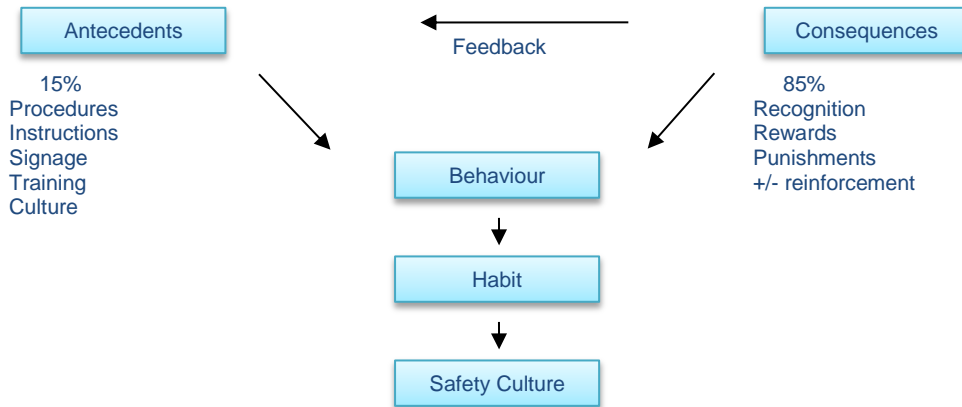 Antecedents
Feedback
Consequences
15%
Procedures
Instructions
Signage
Training
Culture
85%
Recognition
Rewards
Punishments
+/- reinforcement
Behaviour
Habit
Safety Culture